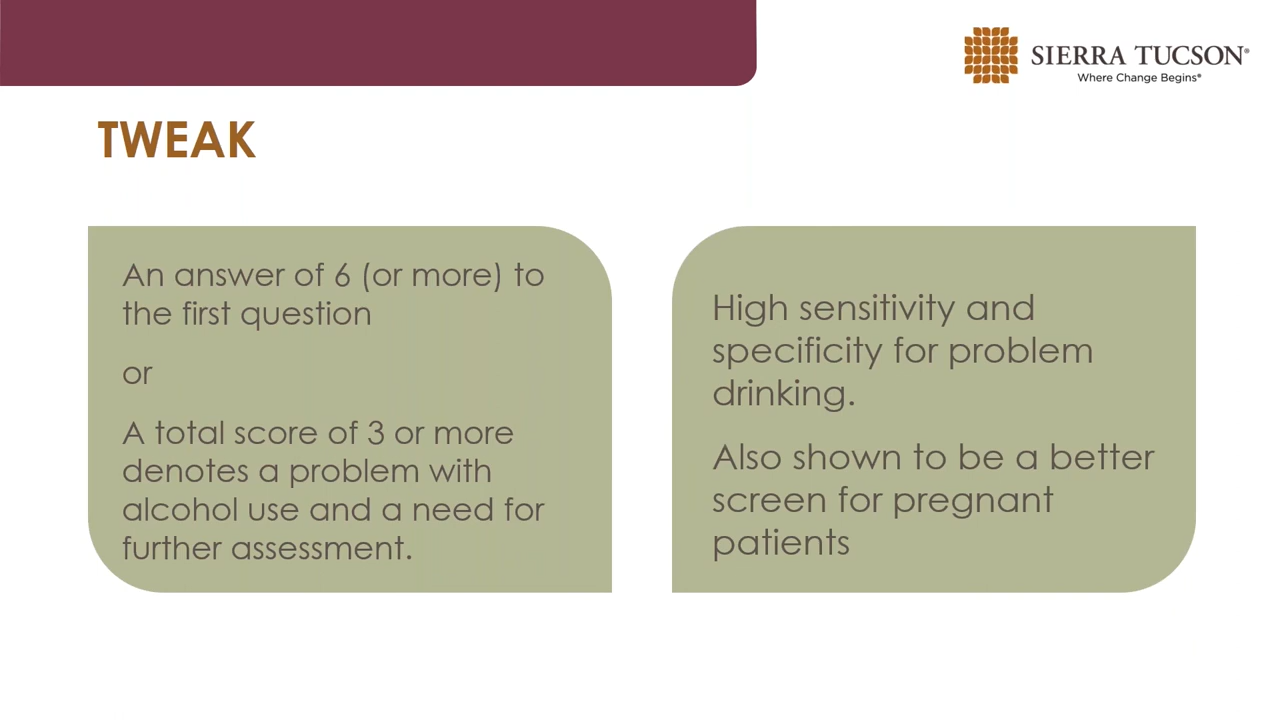 SIERRA TUCSON®
Where Change Begins®
TWEAK
An answer of 6 (or more) to
the first question
or
A total score of 3 or more
denotes a problem with
alcohol use and a need for
further assessment.
High sensitivity and
specificity for problem
drinking.
Also shown to be a better
screen for pregnant
patients